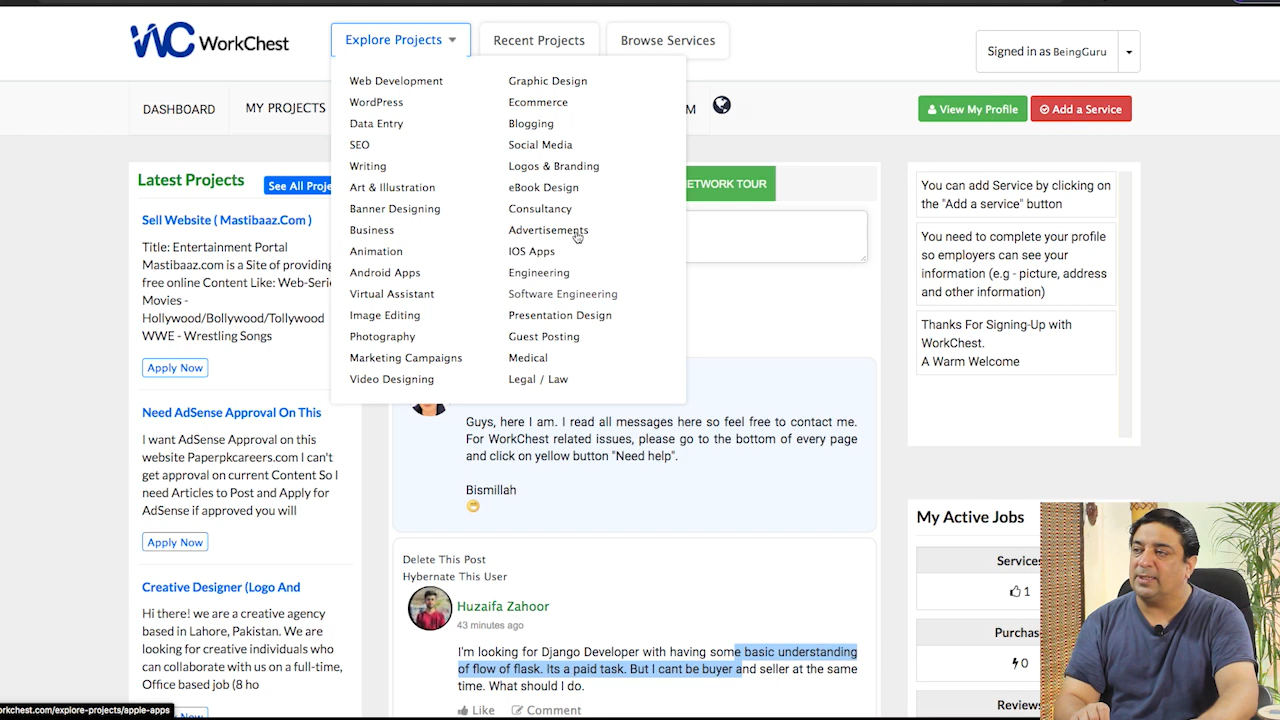 WC WorkChest
Explore Projects
Recent Projects
Browse Services
Signed in as BeingGuru
DASHBOARD
MY PROJECTS
M
View My Profile
Add a Service
Web Development
WordPress
Data Entry
SEO
Writing
Art & Illustration
Banner Designing
Business
Animation
Android Apps
Virtual Assistant
Image Editing
Photography
Marketing Campaigns
Video Designing
Graphic Design
Ecommerce
Blogging
Social Media
Logos & Branding
eBook Design
Consultancy
Advertisements
IOS Apps
Engineering
Software Engineering
Presentation Design
Guest Posting
Medical
Legal / Law
Latest Projects
See All Proje
Sell Website ( Mastibaaz.Com )
Title: Entertainment Portal
Mastibaaz.com is a Site of providing
free online Content Like: Web-Serie
Movies -
Hollywood/Bollywood/Tollywood
WWE - Wrestling Songs
Apply Now
Need AdSense Approval On This
I want AdSense Approval on this
website Paperpkcareers.com I can't
get approval on current Content So I
need Articles to Post and Apply for
AdSense if approved you will
Apply Now
Creative Designer (Logo And
Hi there! we are a creative agency
based in Lahore, Pakistan. We are
looking for creative individuals who
can collaborate with us on a full-time,
Office based job (8 ho
Now
workchest.com/explore-projects/apple-apps
ETWORK TOUR
Guys, here I am. I read all messages here so feel free to contact me.
For WorkChest related issues, please go to the bottom of every page
and click on yellow button "Need help".
Bismillah
Delete This Post
Hybernate This User
Huzaifa Zahoor
43 minutes ago
I'm looking for Django Developer with having some basic understanding
of flow of flask. Its a paid task. But I cant be buyer and seller at the same
time. What should I do.
Like
Comment
You can add Service by clicking on
the "Add a service" button
You need to complete your profile
so employers can see your
information (e.g - picture, address
and other information)
Thanks For Signing-Up with
WorkChest.
A Warm Welcome
My Active Jobs
Services
1
Purchas
0
Reviews